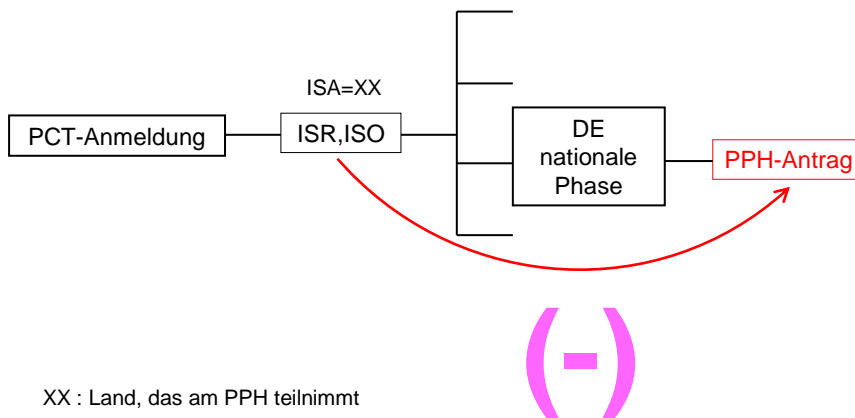 ISA=XX
PCT-Anmeldung
ISR,ISO
DE
nationale
Phase
PPH-Antrag
(-)
XX : Land, das am PPH teilnimmt